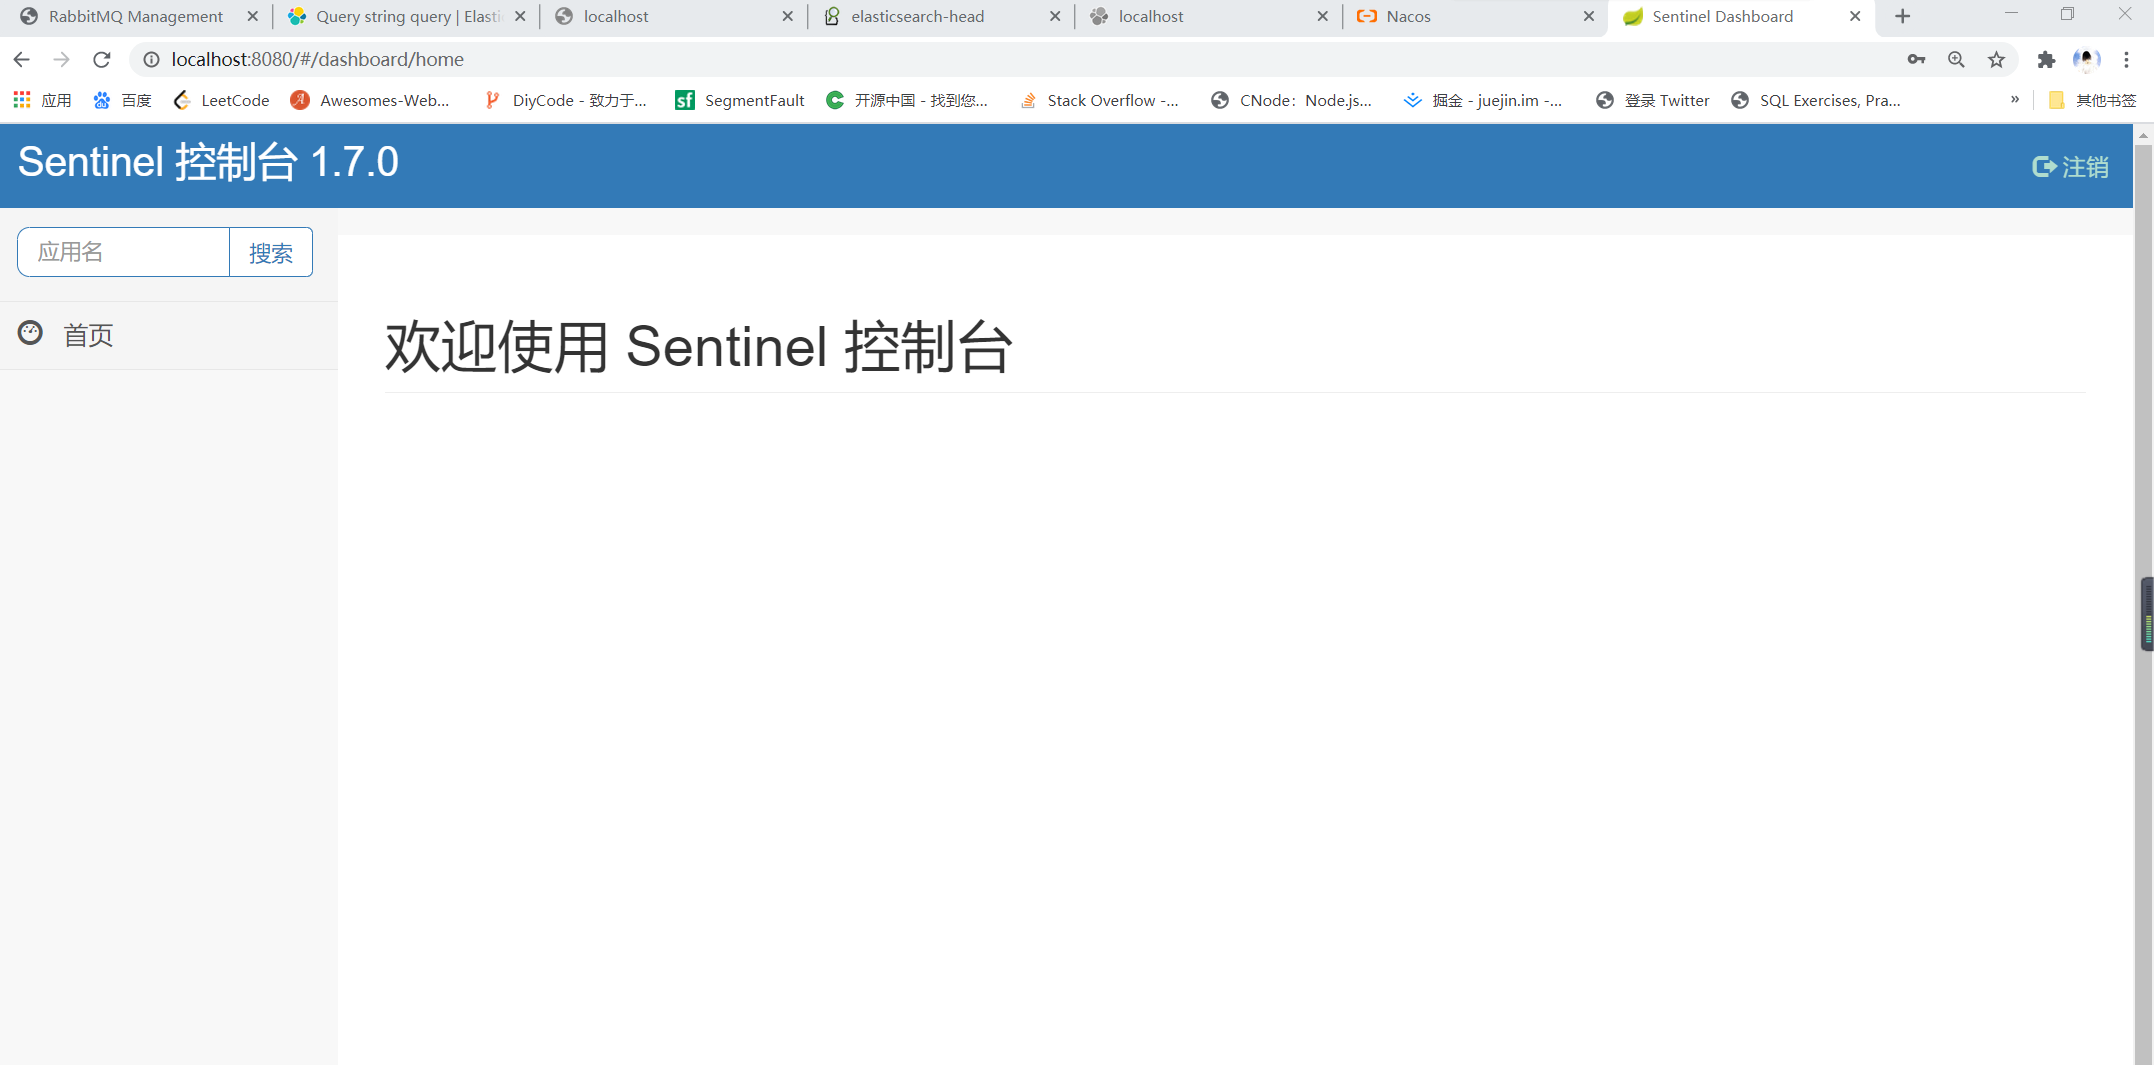 RabbitMQ Management
Query string query | Elasti
localhost
elasticsearch-head
localhost
Nacos
Sentinel Dashboard
localhost:8080/#/dashboard/home
应用
百度
LeetCode
Awesomes-Web...
DiyCode - 致力于...
SegmentFault
开源中国 - 找到您...
Stack Overflow -...
CNode：Node.js...
掘金 - juejin.im -...
登录 Twitter
SQL Exercises, Pra...
»
其他书签
Sentinel 控制台 1.7.0
注销
应用名
搜索
首页
欢迎使用 Sentinel 控制台